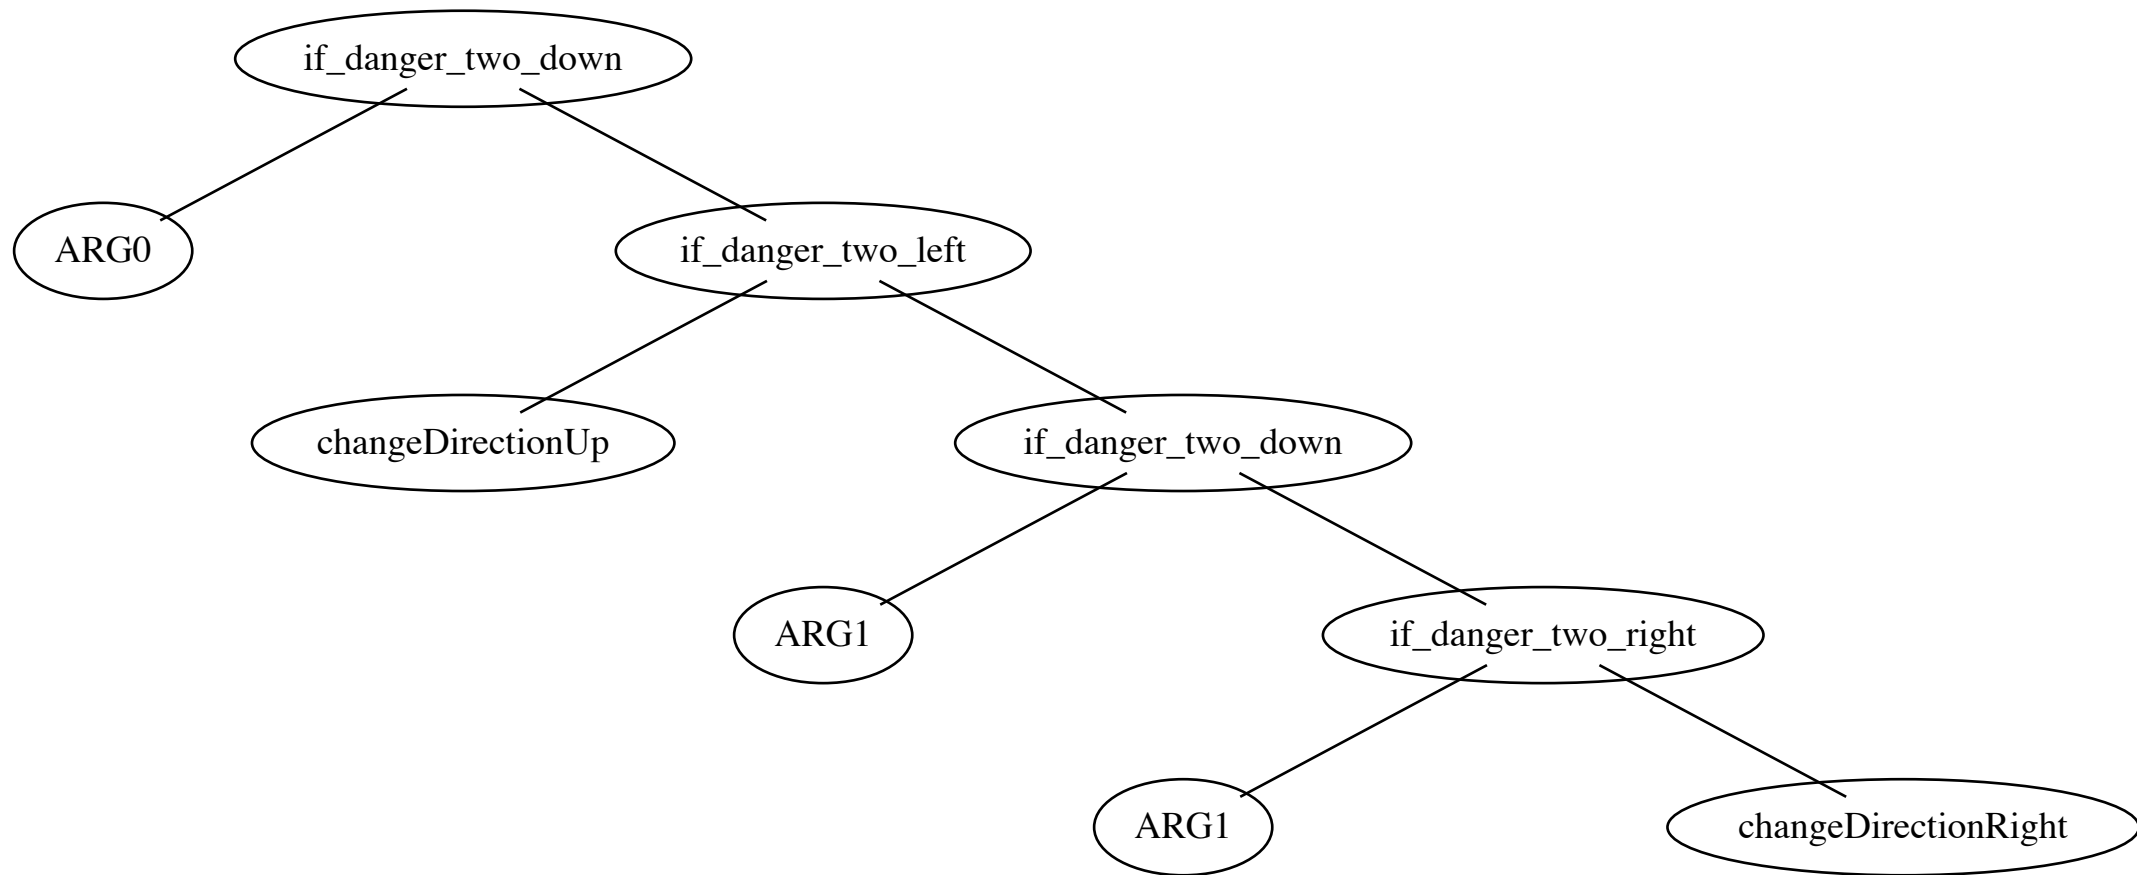 if_danger_two_down
ARG0
if_danger_two_left
changeDirectionUp
if_danger_two_down
ARG1
if_danger_two_right
ARG1
changeDirectionRight